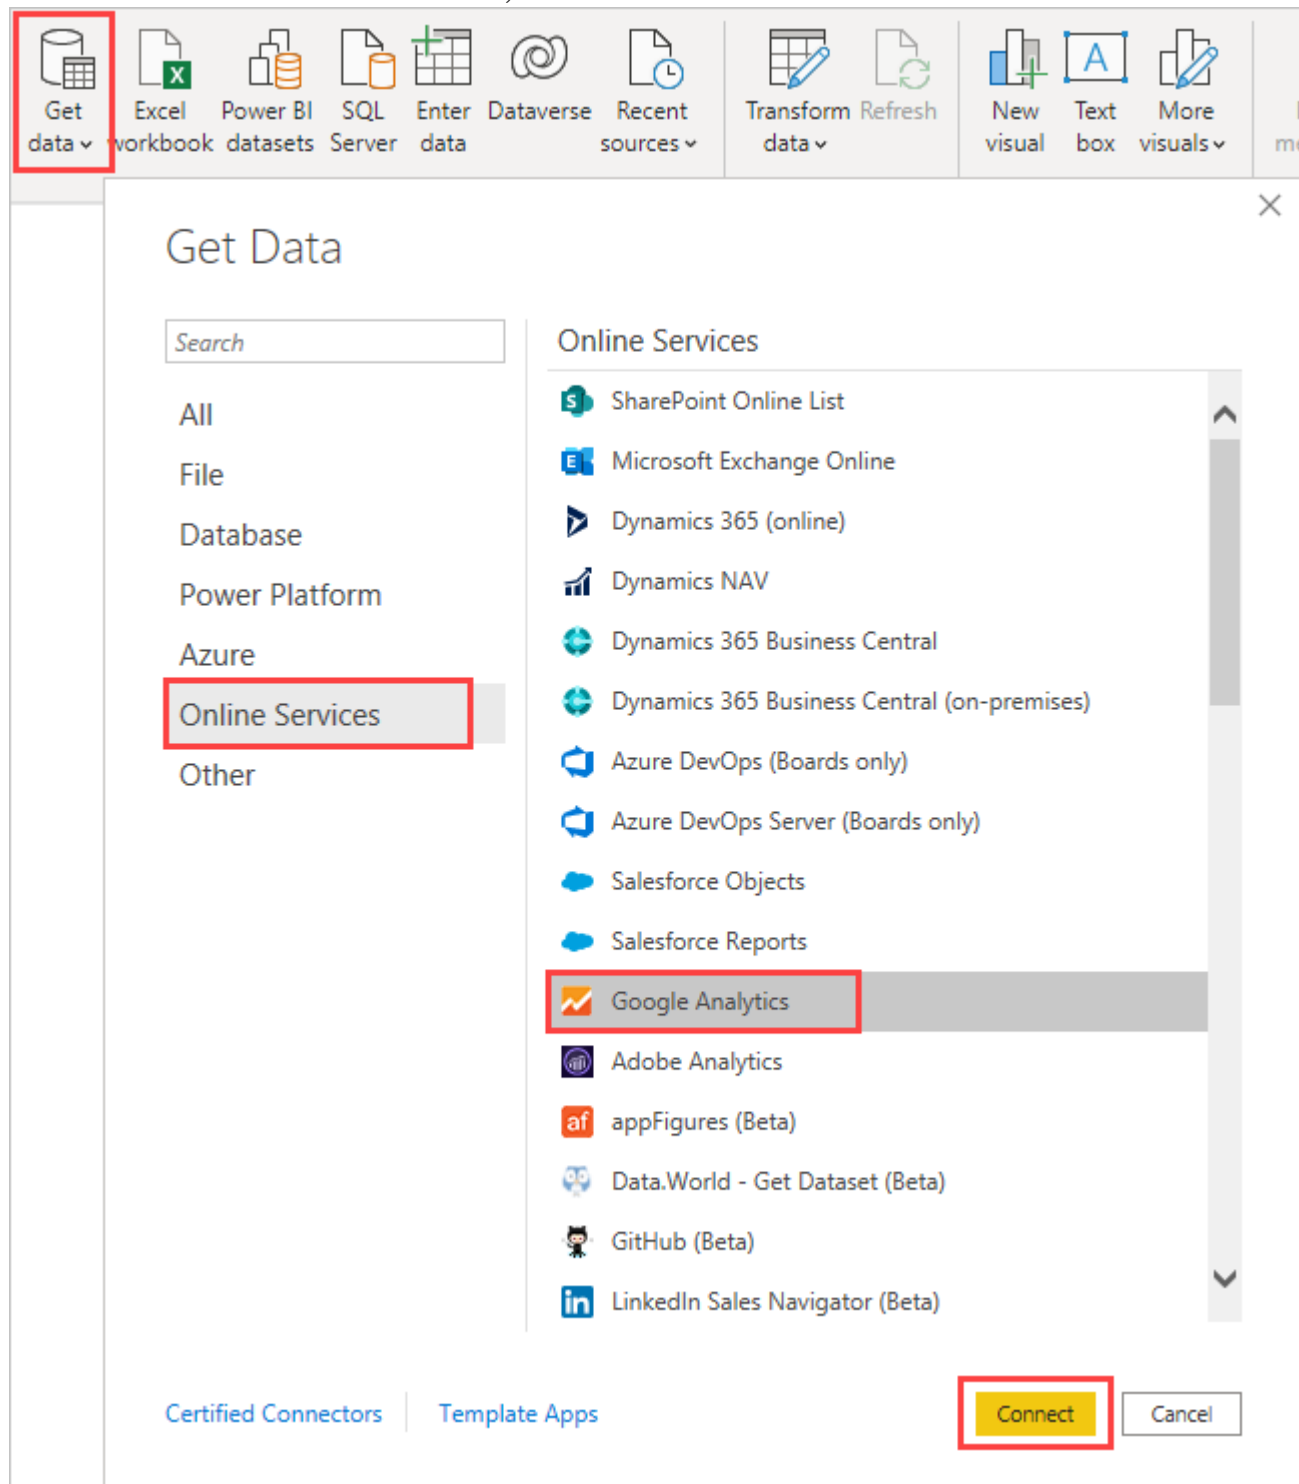 Get data
Excel workbook
Power BI datasets
SQL Server
Enter data
Dataverse
Recent sources
Transform data
Refresh
New visual
A
Text box
More visuals
Get Data
Search
All
File
Database
Power Platform
Azure
Online Services
Other
Online Services
SharePoint Online List
Microsoft Exchange Online
Dynamics 365 (online)
Dynamics NAV
Dynamics 365 Business Central
Dynamics 365 Business Central (on-premises)
Azure DevOps (Boards only)
Azure DevOps Server (Boards only)
Salesforce Objects
Salesforce Reports
Google Analytics
Adobe Analytics
af appFigures (Beta)
Data.World - Get Dataset (Beta)
GitHub (Beta)
in LinkedIn Sales Navigator (Beta)
Certified Connectors
Template Apps
Connect
Cancel